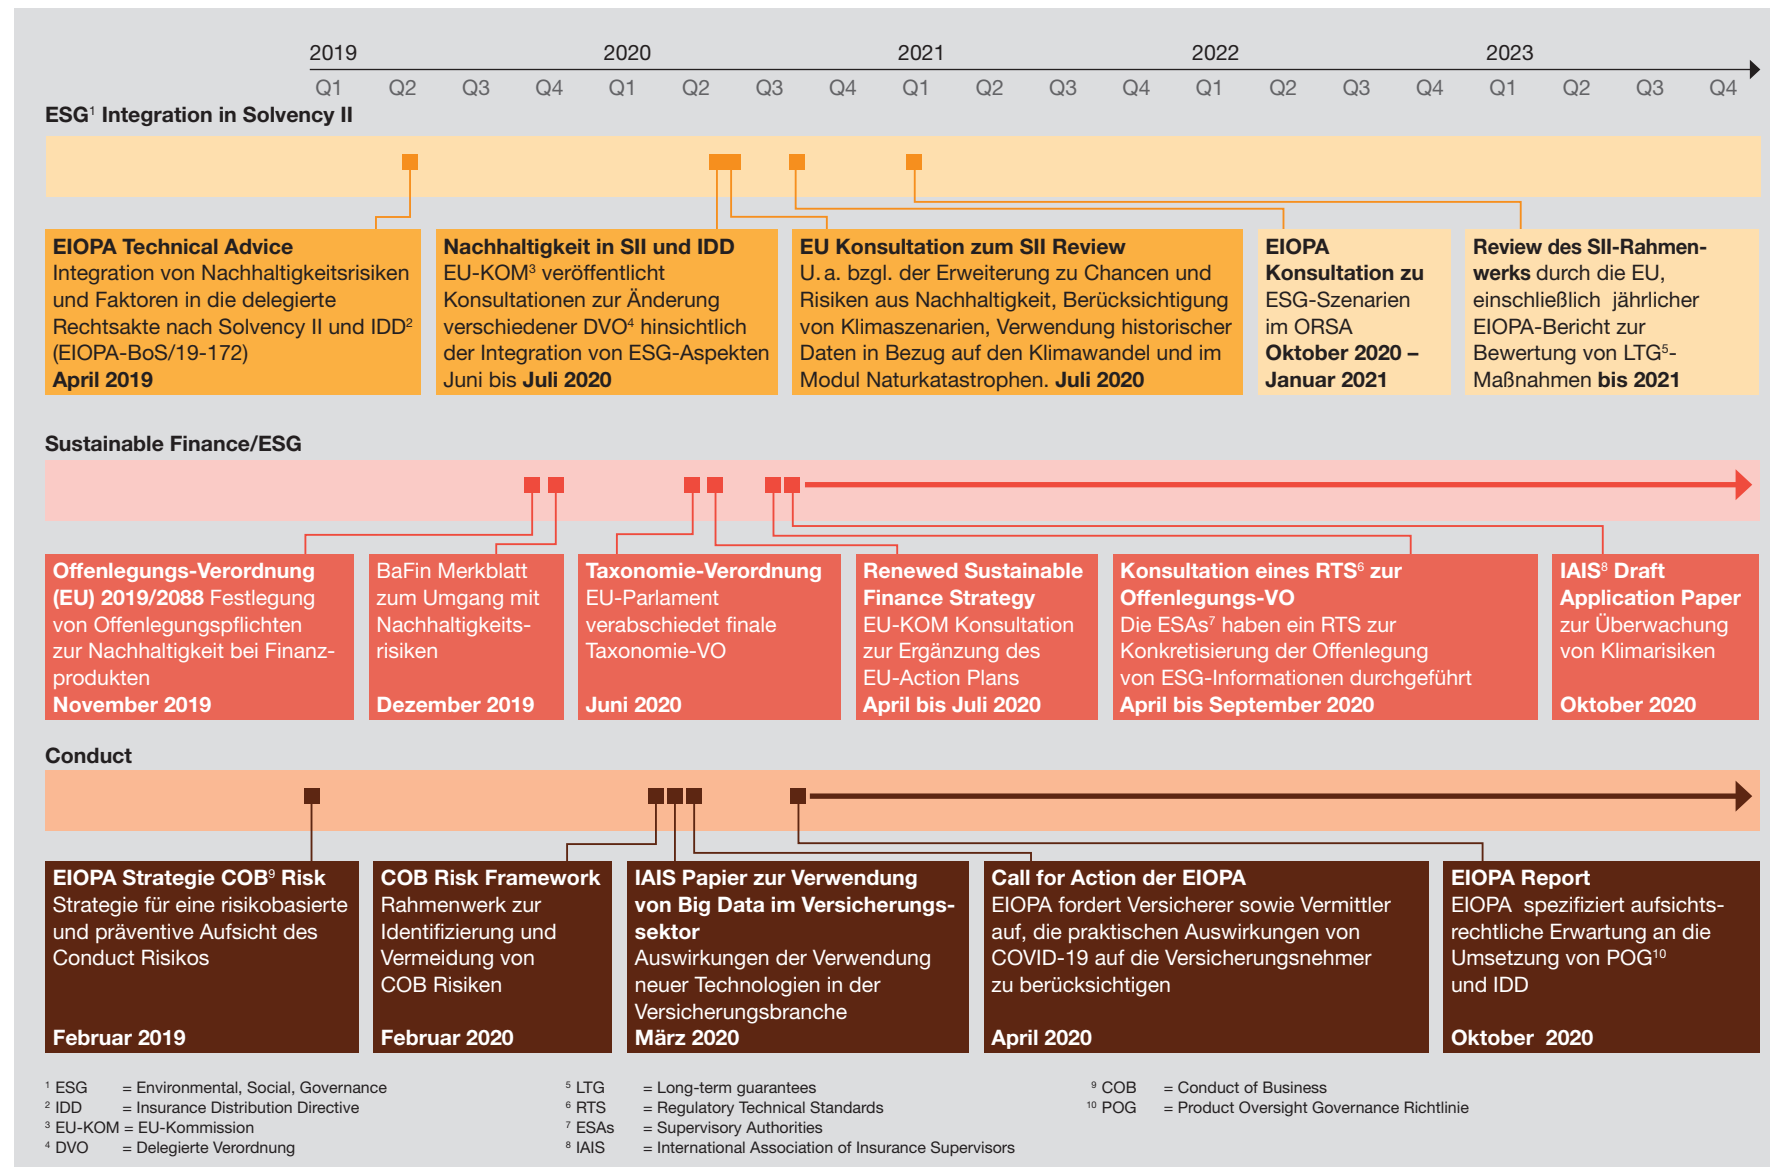 2019 2020 2021 2022 2023
Q1 Q2 Q3 Q4 Q1 Q2 Q3 Q4 Q1 Q2 Q3 Q4 Q1 Q2 Q3 Q4 Q1 Q2 Q3 Q4
ESG¹ Integration in Solvency II
EIOPA Technical Advice
Integration von Nachhaltigkeitsrisiken
und Faktoren in die delegierte
Rechtsakte nach Solvency II und IDD²
(EIOPA-BoS/19-172)
April 2019
Nachhaltigkeit in SII und IDD
EU-KOM³ veröffentlicht
Konsultationen zur Änderung
verschiedener DVO⁴ hinsichtlich
der Integration von ESG-Aspekten
Juni bis Juli 2020
EU Konsultation zum SII Review
U. a. bzgl. der Erweiterung zu Chancen und
Risiken aus Nachhaltigkeit, Berücksichtigung
von Klimaszenarien, Verwendung historischer
Daten in Bezug auf den Klimawandel und im
Modul Naturkatastrophen. Juli 2020
EIOPA
Konsultation zu
ESG-Szenarien
im ORSA
Oktober 2020 –
Januar 2021
Review des SII-Rahmen-
werks durch die EU,
einschließlich jährlicher
EIOPA-Bericht zur
Bewertung von LTG⁵-
Maßnahmen bis 2021
Sustainable Finance/ESG
Offenlegungs-Verordnung
(EU) 2019/2088 Festlegung
von Offenlegungspflichten
zur Nachhaltigkeit bei Finanz-
produkten
November 2019
BaFin Merkblatt
zum Umgang mit
Nachhaltigkeits-
risiken
Dezember 2019
Taxonomie-Verordnung
EU-Parlament
verabschiedet finale
Taxonomie-VO
Juni 2020
Renewed Sustainable
Finance Strategy
EU-KOM Konsultation
zur Ergänzung des
EU-Action Plans
April bis Juli 2020
Konsultation eines RTS⁶ zur
Offenlegungs-VO
Die ESAs⁷ haben ein RTS zur
Konkretisierung der Offenlegung
von ESG-Informationen durchgeführt
April bis September 2020
IAIS⁸ Draft
Application Paper
zur Überwachung
von Klimarisiken
Oktober 2020
Conduct
EIOPA Strategie COB⁹ Risk
Strategie für eine risikobasierte
und präventive Aufsicht des
Conduct Risikos
Februar 2019
COB Risk Framework
Rahmenwerk zur
Identifizierung und
Vermeidung von
COB Risiken
Februar 2020
IAIS Papier zur Verwendung
von Big Data im Versicherungs-
sektor
Auswirkungen der Verwendung
neuer Technologien in der
Versicherungsbranche
März 2020
Call for Action der EIOPA
EIOPA fordert Versicherer sowie Vermittler
auf, die praktischen Auswirkungen von
COVID-19 auf die Versicherungsnehmer
zu berücksichtigen
April 2020
EIOPA Report
EIOPA spezifiziert aufsichts-
rechtliche Erwartung an die
Umsetzung von POG¹⁰
und IDD
Oktober 2020
¹ ESG = Environmental, Social, Governance
² IDD = Insurance Distribution Directive
³ EU-KOM = EU-Kommission
⁴ DVO = Delegierte Verordnung
⁵ LTG = Long-term guarantees
⁶ RTS = Regulatory Technical Standards
⁷ ESAs = Supervisory Authorities
⁸ IAIS = International Association of Insurance Supervisors
⁹ COB = Conduct of Business
¹⁰ POG = Product Oversight Governance Richtlinie